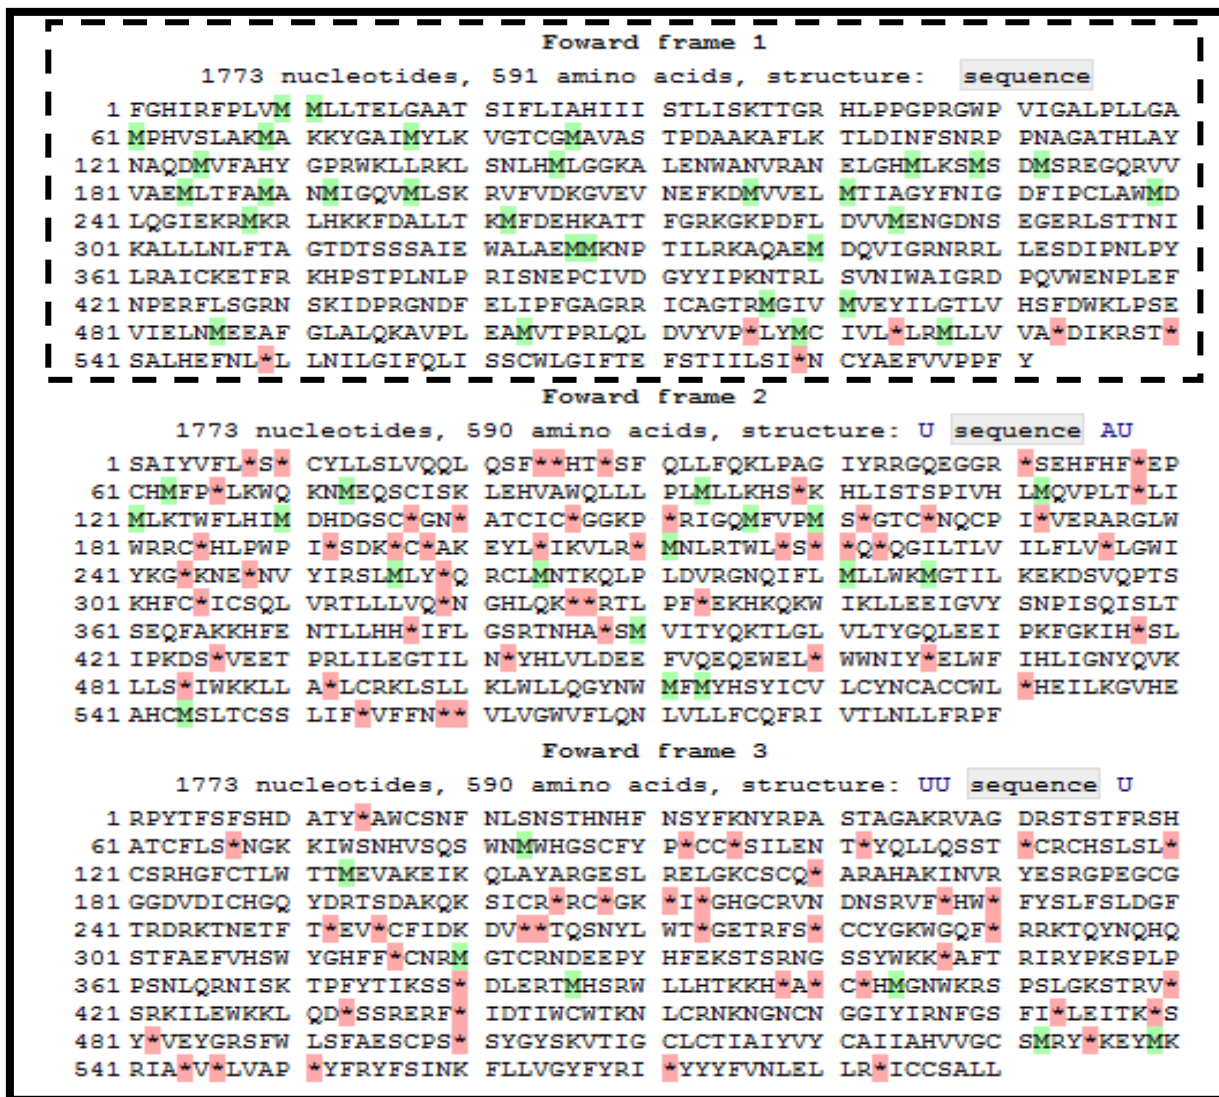 Foward frame 1
1773 nucleotides, 591 amino acids, structure: sequence
1 FGHIRFPLVM MLLTELGAAT SIFLIAHIII STLISKTTGR HLPPGPRGWP VIGALPLLGA
61 MPHVSLAKMA KKYGAIMYLK VGTCGMAVAS TPDAAKAFLK TLDINFSNRP PNAGATHLAY
121 NAQDMVFAHY GPRWKLLRKL SNLHMLGGKA LENWANVRAN ELGHMLKSMS DMSREGQRVV
181 VAEMLTFAMA NMIGQVMLSK RVFVDKGVEV NEFKDMVVEL MTIAGYFNIG DFIPCLAWMD
241 LQGIEKRMKR LHKKFDALLT KMFDEHKATT FGRKGKPDFL DVVMENGDNS EGERLSTTNI
301 KALLLNLFTA GTDTSSSAIE WALAEMMKNP TILRKAQAEM DQVIGRNRRL LESDIPNLPY
361 LRAICKETFR KHPSTPLNLP RISNEPCIVD GYYIPKNTRL SVNIWAIGRD PQVWENPLEF
421 NPERFLSGRN SKIDPRGNDF ELIPFGAGRR ICAGTRMGIV MVEYILGTLV HSFDWKLPSE
481 VIELNMEEAF GLALQKAVPL EAMVTPRLQL DVYVP*LYMC IVL*LRMLLV VA*DIKRST*
541 SALHEFNL*L LNILGIFQLI SSCWLGIFTE FSTIILSI*N CYAEFVVPPF Y
Foward frame 2
1773 nucleotides, 590 amino acids, structure: U sequence AU
1 SAIYVFL*S* CYLLSLVQQL QSF**HT*SF QLLFQKLPAG IYRRGQEGGR *SEHFHF*EP
61 CHMFP*LKWQ KNMEQSCISK LEHVAWQLLL PLMLLKHS*K HLISTSPIVH LMQVPLT*LI
121 MLKTWFLHIM DHDGSC*GN* ATCIC*GGKP *RIGQMFVPM S*GTC*NQCP I*VERARGLW
181 WRRC*HLPWP I*SDK*C*AK EYL*IKVLR* MNLRTWL*S* *Q*QGILTLV ILFLV*LGWI
241 YKG*KNE*NV YIRSLMLY*Q RCLMNTKQLP LDVRGNQIFL MLLWKMGTIL KEKDSVQPTS
301 KHFC*ICSQL VRTLLLVQ*N GHLQK**RTL PF*EKHKQKW IKLLEEIGVY SNPISQISLT
361 SEQFAKKHFE NTLLHH*IFL GSRTNHA*SM VITYQKTLGL VLTYGQLEEI PKFGKIH*SL
421 IPKDS*VEET PRLILEGTIL N*YHLVLDEE FVQEQEWEL* WWNIY*ELWF IHLIGNYQVK
481 LLS*IWKKLL A*LCRKLSLL KLWLLQGYNW MFMYHSYICV LCYNCACCWL *HEILKGVHE
541 AHCMSLTCSS LIF*VFFN** VLVGWVFLQN LVLLFCQFRI VTLNLLFRPF
Foward frame 3
1773 nucleotides, 590 amino acids, structure: UU sequence U
1 RPYTFSFSHD ATY*AWCSNF NLSNSTHNHF NSYFKNYRPA STAGAKRVAG DRSTSTFRSH
61 ATCFLS*NGK KIWSNHVSQS WNMWHGSCFY P*CC*SILEN T*YQLLQSST *CRCHSLSL*
121 CSRHGFCTLW TTMEVAKEIK QLAYARGESL RELGKCSCQ* ARAHAKINVR YESRGPEGCG
181 GGDVDICHGQ YDRTSDAKQK SICR*RC*GK *I*GHGCRVN DNSRVF*HW* FYSLFSLDGF
241 TRDRKTNETF T*EV*CFIDK DV**TQSNYL WT*GETRFS* CCYGKWGQF* RRKTQYNQHQ
301 STFAEFVHSW YGHFF*CNRM GTCRNDEEPY HFEKSTSRNG SSYWKK*AFT RIRYPKSPLP
361 PSNLQRNISK TPFYTIKSS* DLERTMHSRW LLHTKKH*A* C*HMGNWKRS PSLGKSTRV*
421 SRKILEWKKL QD*SSRERF* IDTIWCWTKN LCRNKNGNCN GGIYIRNFGS FI*LEITK*S
481 Y*VEYGRSFW LSFAESCPS* SYGYSKVTIG CLCTIAIYVY CAIIAHVVGC SMRY*KEYMK
541 RIA*V*LVAP *YFRYFSINK FLLVGYFYRI *YYYFVNLEL LR*ICCSALL